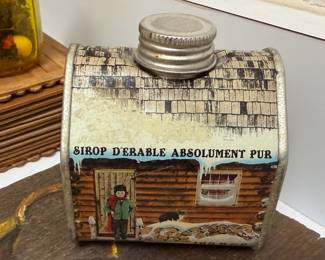 SIROP D'ERABLE ABSOLUMENT PUR